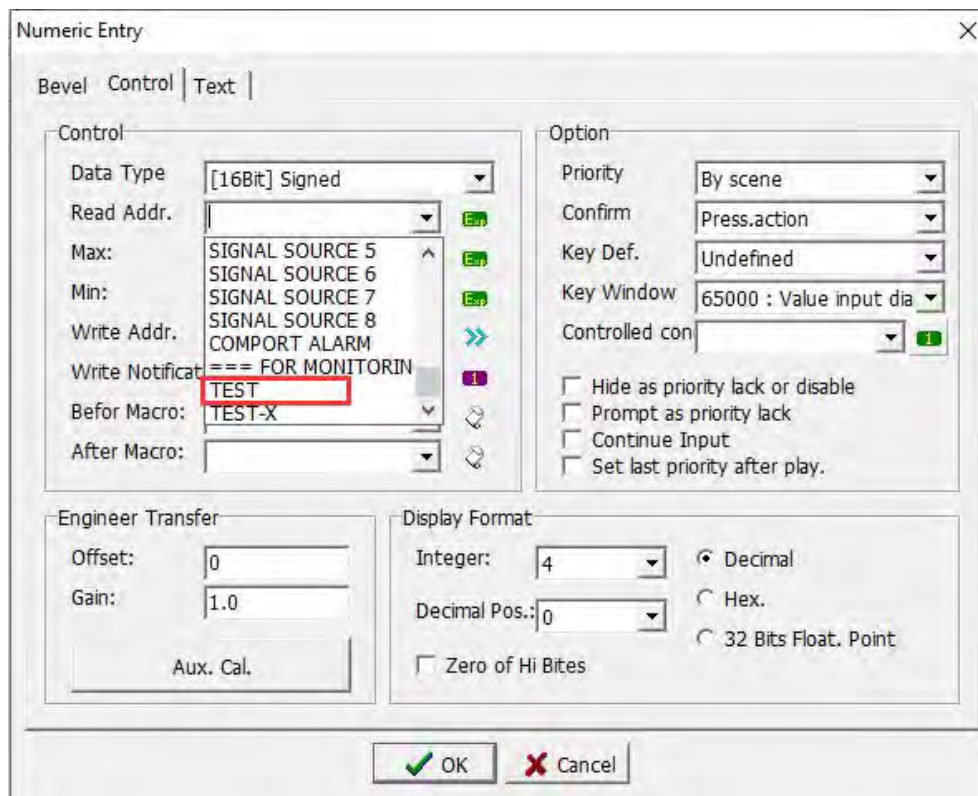 Numeric Entry
Bevel Control Text
Control
Data Type [16Bit] Signed
Read Addr. Exp
Max: Exp
Min: Exp
Write Addr.
Write Notificat 1
Befor Macro:
After Macro:
SIGNAL SOURCE 5
SIGNAL SOURCE 6
SIGNAL SOURCE 7
SIGNAL SOURCE 8
COMPORT ALARM
=== FOR MONITORIN
TEST
TEST-X
Option
Priority By scene
Confirm Press.action
Key Def. Undefined
Key Window 65000 : Value input dia
Controlled con 1
Hide as priority lack or disable
Prompt as priority lack
Continue Input
Set last priority after play.
Engineer Transfer
Offset: 0
Gain: 1.0
Aux. Cal.
Display Format
Integer: 4
Decimal Pos.: 0
Decimal
Hex.
32 Bits Float. Point
Zero of Hi Bites
OK Cancel